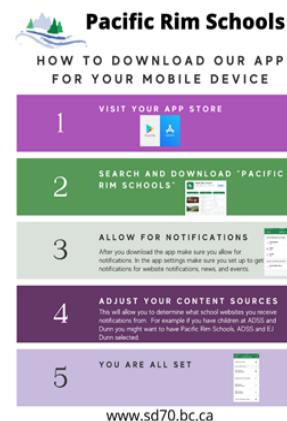 Pacific Rim Schools
HOW TO DOWNLOAD OUR APP
FOR YOUR MOBILE DEVICE
1
VISIT YOUR APP STORE
2
SEARCH AND DOWNLOAD "PACIFIC
RIM SCHOOLS"
3
ALLOW FOR NOTIFICATIONS
After you download the app make sure you allow for
notifications. In the app settings make sure you set up to get
notifications for website notifications, news, and events.
4
ADJUST YOUR CONTENT SOURCES
This will allow you to determine what school websites you receive
notifications from. For example if you have children at ADSS and
Dunn you might want to have Pacific Rim Schools, ADSS and EJ
Dunn selected.
5
YOU ARE ALL SET
www.sd70.bc.ca